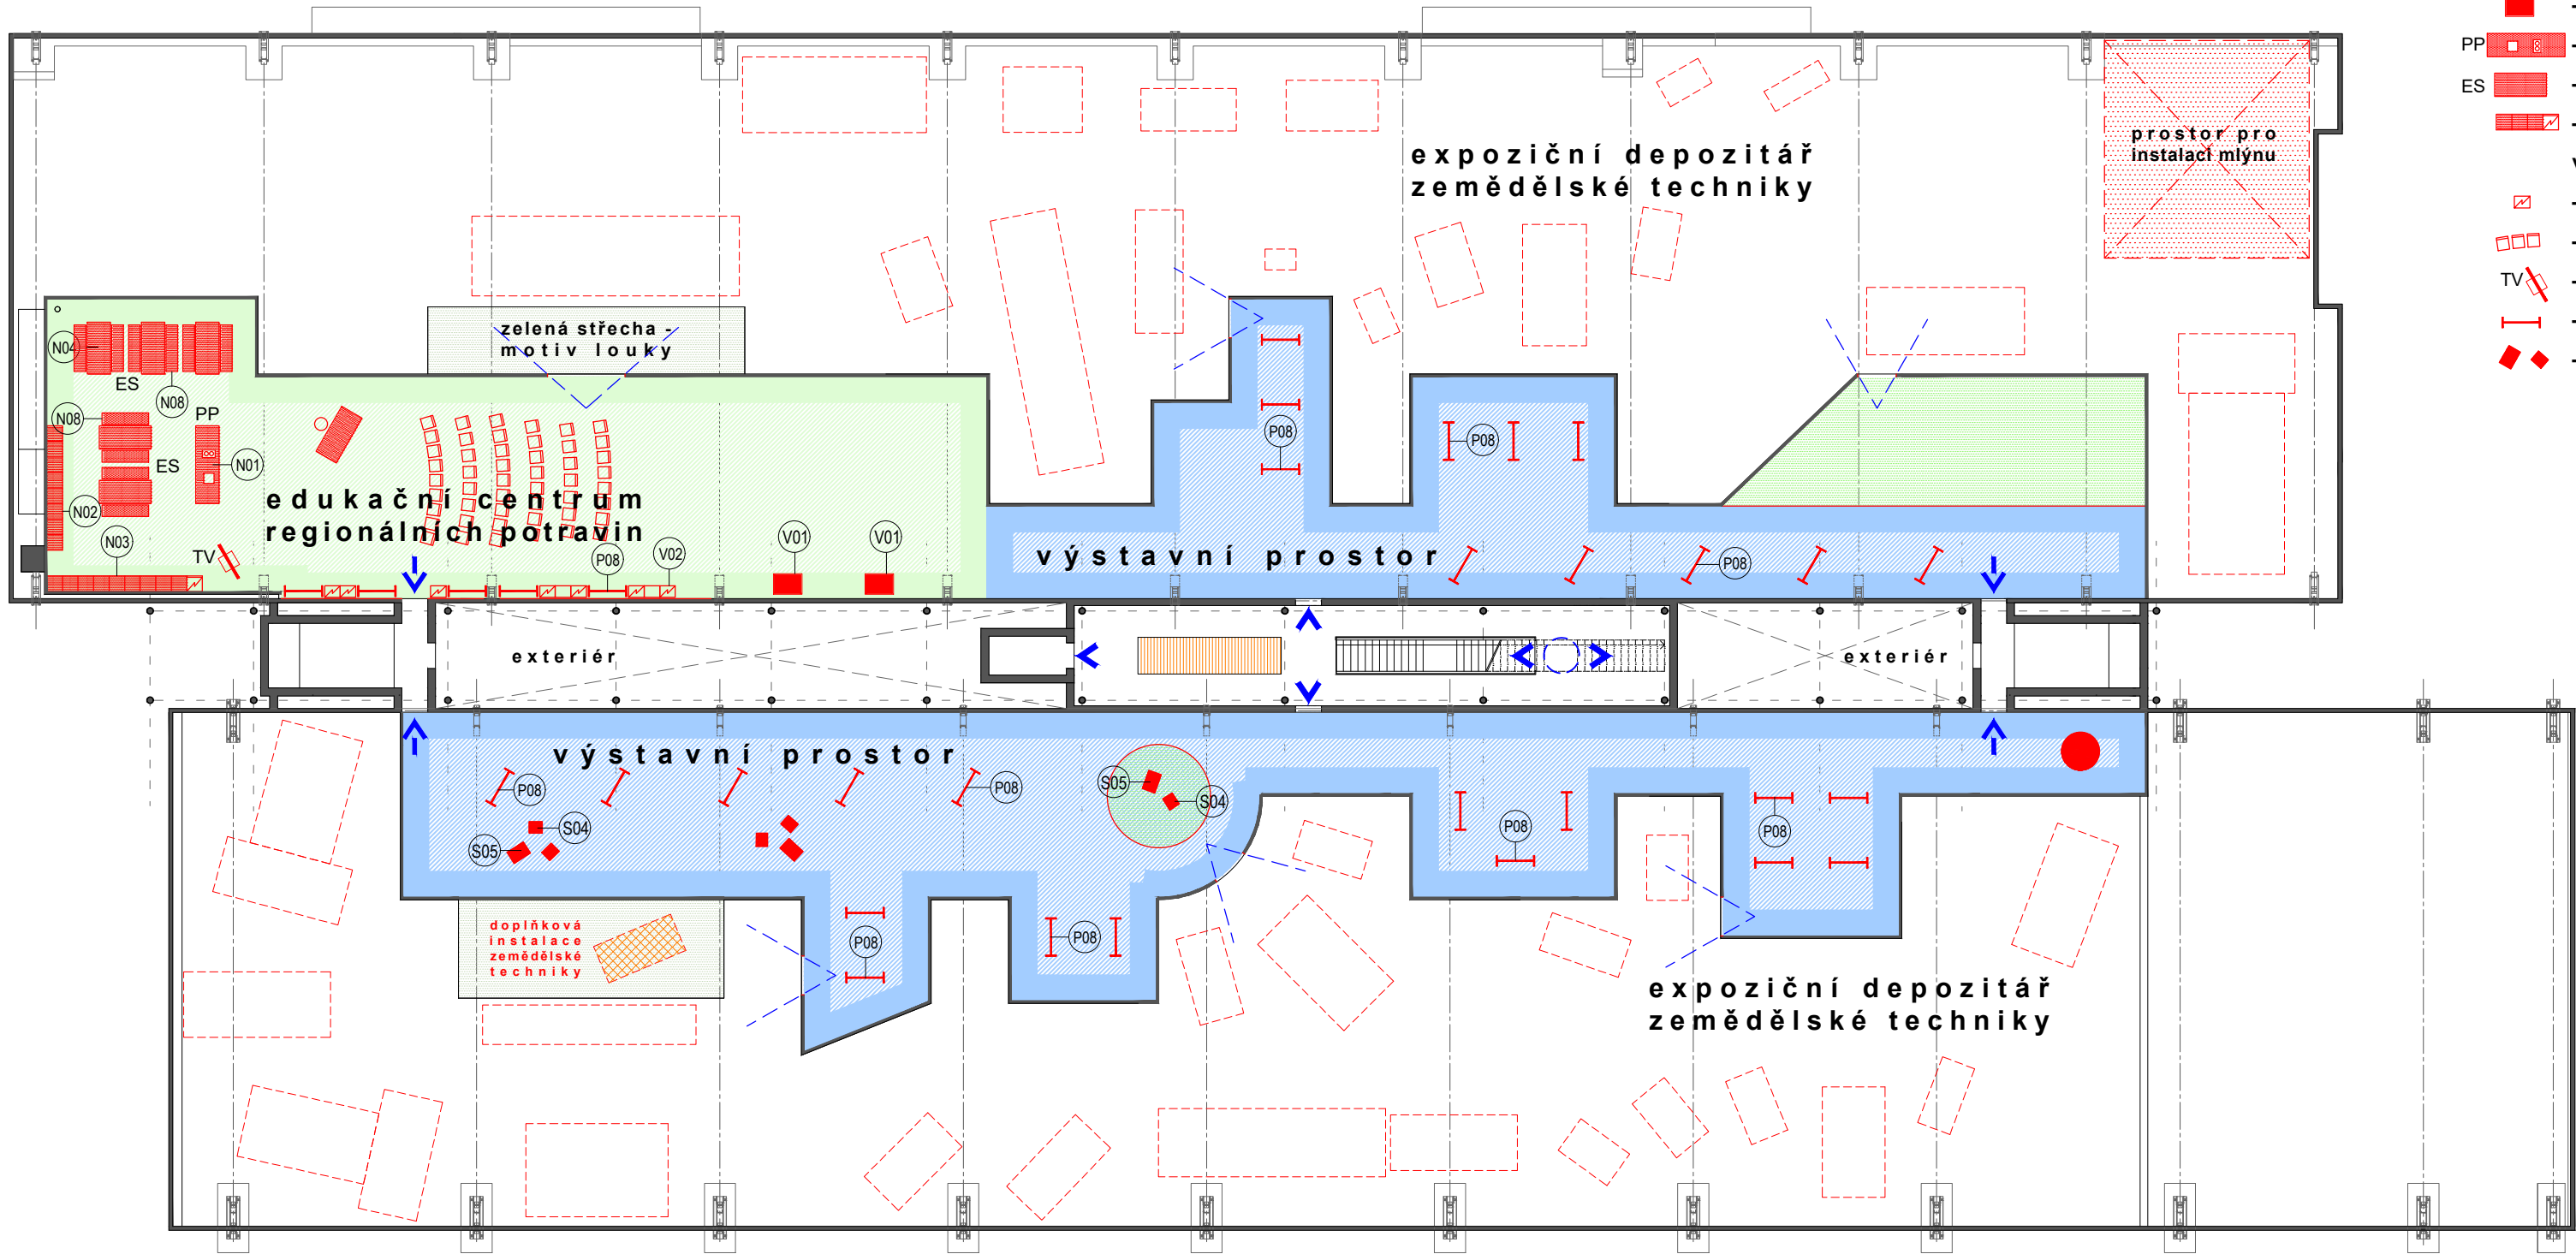 PP
ES
TV
expoziční depozitář
zemědělské techniky
prostor pro
instalaci mlýnu
zelená střecha -
motiv louky
N04
ES
N08
N08
PP
ES
N01
N02
N03
TV
edukační centrum
regionálních potravin
P08
V02
V01
V01
P08
P08
výstavní prostor
P08
exteriér
exteriér
výstavní prostor
P08
P08
S05
S04
S04
S05
P08
P08
P08
P08
doplňková
instalace
zemědělské
techniky
expoziční depozitář
zemědělské techniky